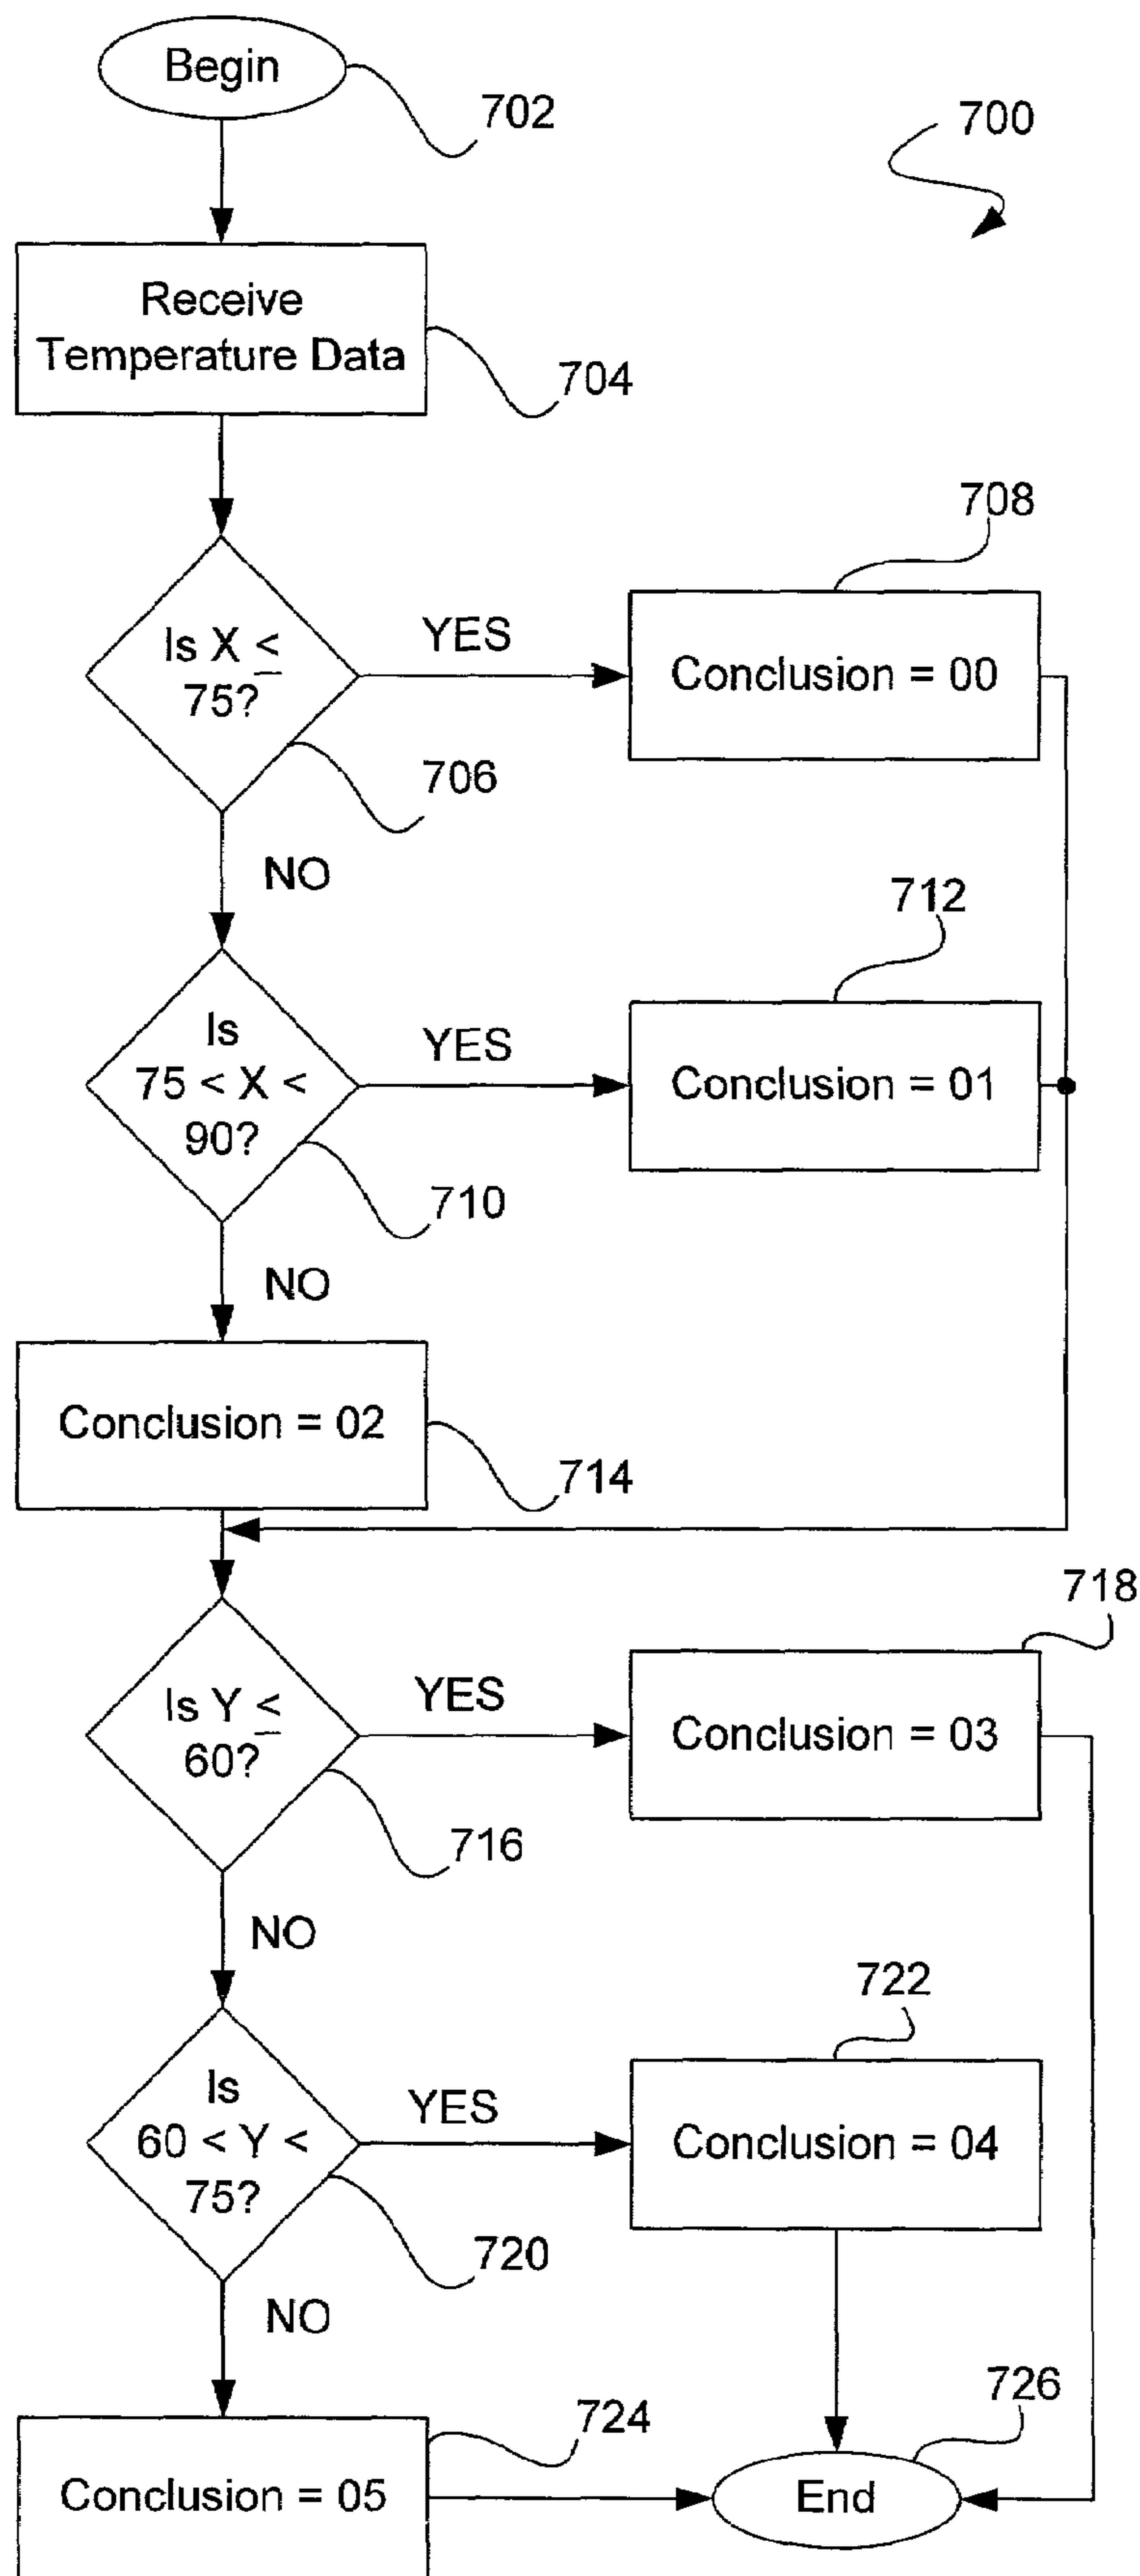 Begin
702
700
Receive
Temperature Data
704
708
Is X ≤
75?
YES
Conclusion = 00
706
NO
712
Is
75 < X <
90?
YES
Conclusion = 01
710
NO
Conclusion = 02
714
718
Is Y ≤
60?
YES
Conclusion = 03
716
NO
722
Is
60 < Y <
75?
YES
Conclusion = 04
720
NO
726
724
Conclusion = 05
End